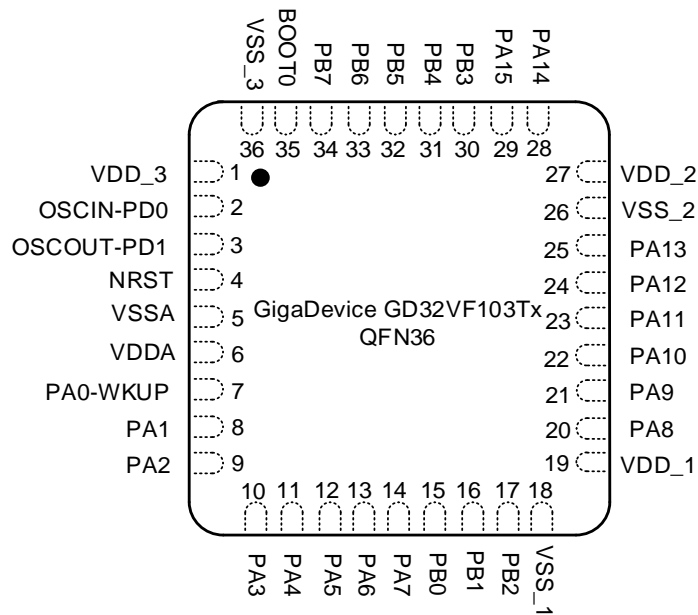 VSS_3
BOOT0
PB7
PB6
PB5
PB4
PB3
PA15
PA14
36 35 34 33 32 31 30 29 28
VDD_3 1
27 VDD_2
OSCIN-PD0 2
26 VSS_2
OSCOUT-PD1 3
25 PA13
NRST 4
24 PA12
VSSA 5
GigaDevice GD32VF103Tx
QFN36
23 PA11
VDDA 6
22 PA10
PA0-WKUP 7
21 PA9
PA1 8
20 PA8
PA2 9
19 VDD_1
10 11 12 13 14 15 16 17 18
PA3
PA4
PA5
PA6
PA7
PB0
PB1
PB2
VSS_1